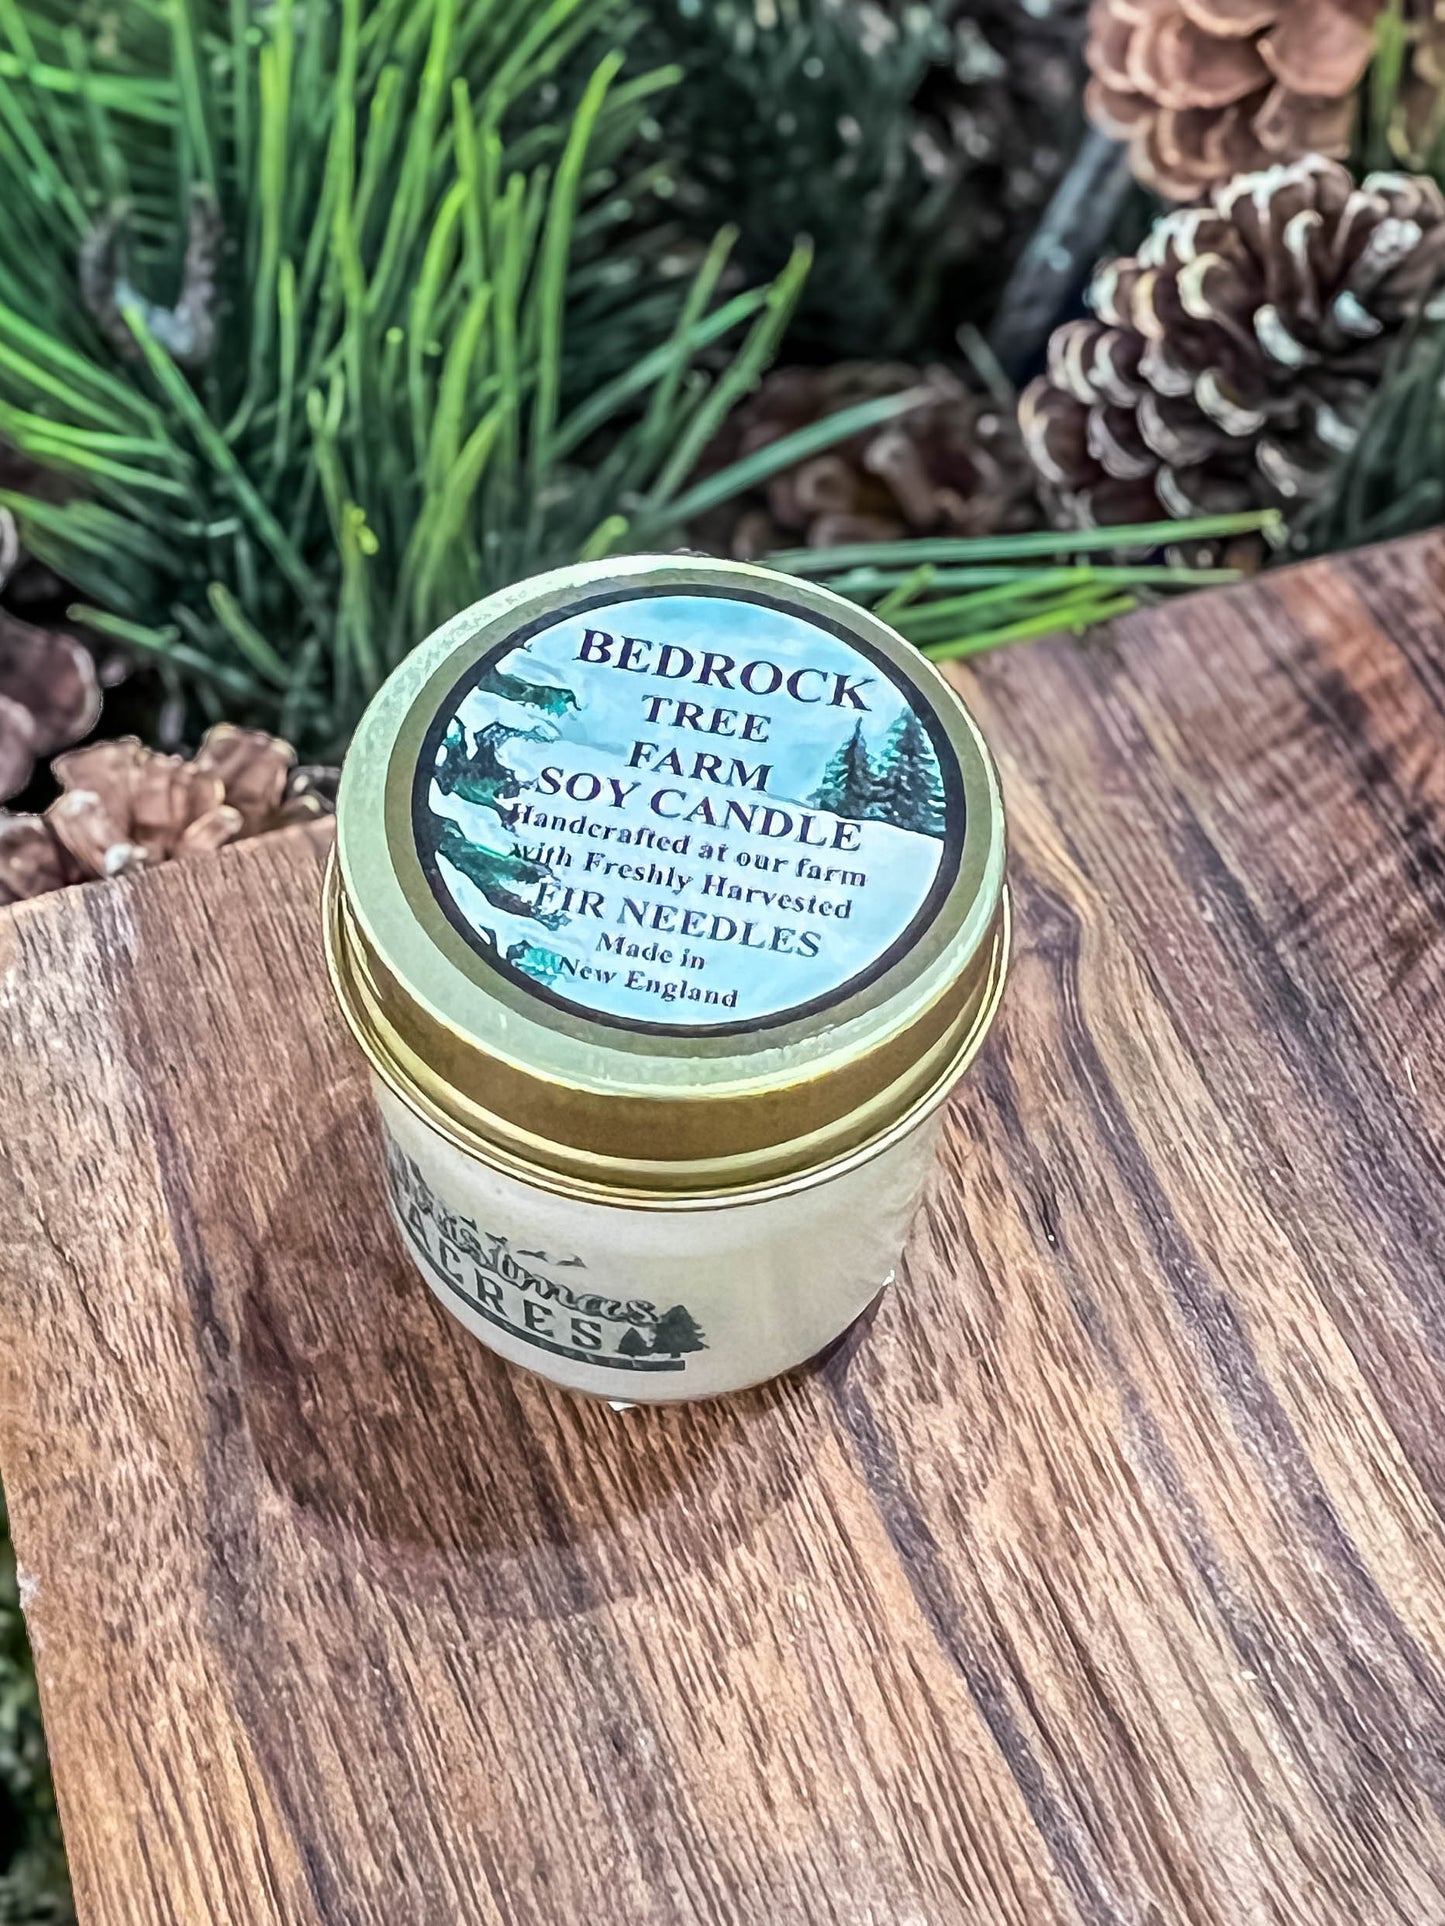 BEDROCK
TREE
FARM
SOY CANDLE
Handcrafted at our farm
with Freshly Harvested
FIR NEEDLES
Made in
New England
ACRES